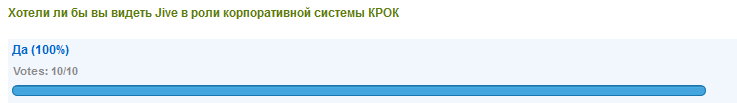 Хотели ли бы вы видеть Jive в роли корпоративной системы КРОК
Да (100%)
Votes: 10/10